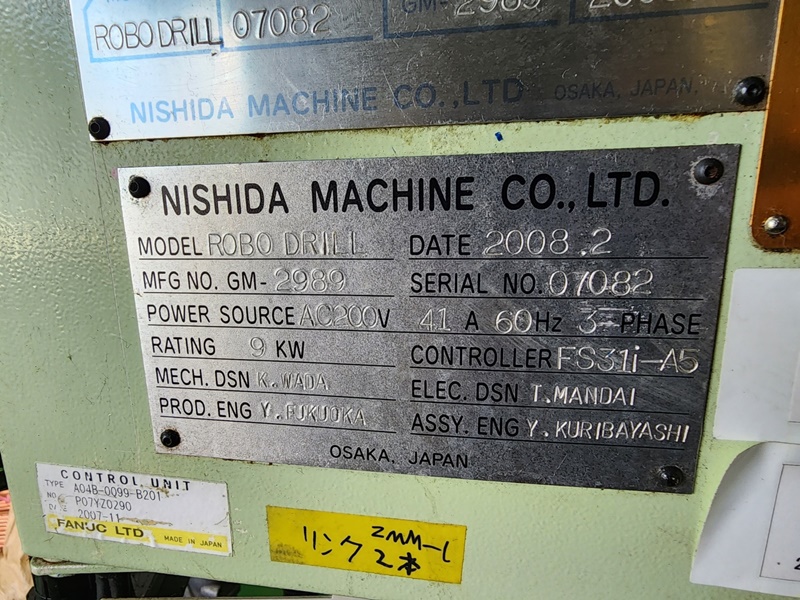 ROBO DRILL 07082 GM-2989
NISHIDA MACHINE CO.,LTD OSAKA, JAPAN.
NISHIDA MACHINE CO.,LTD.
MODEL ROBO DRILL DATE 2008.2
MFG NO. GM-2989 SERIAL NO. 07082
POWER SOURCE AC200V 41 A 60Hz 3-PHASE
RATING 9 KW CONTROLLER FS31i-A5
MECH. DSN K.WADA ELEC. DSN T.MANDAI
PROD. ENG Y.FUKUOKA ASSY. ENG Y.KURIBAYASHI
OSAKA, JAPAN
CONTROL UNIT
TYPE A04B-0099-B201
NO. P07YZ0290
DATE 2007-11
FANUC LTD MADE IN JAPAN
2MM-L
リンク2本